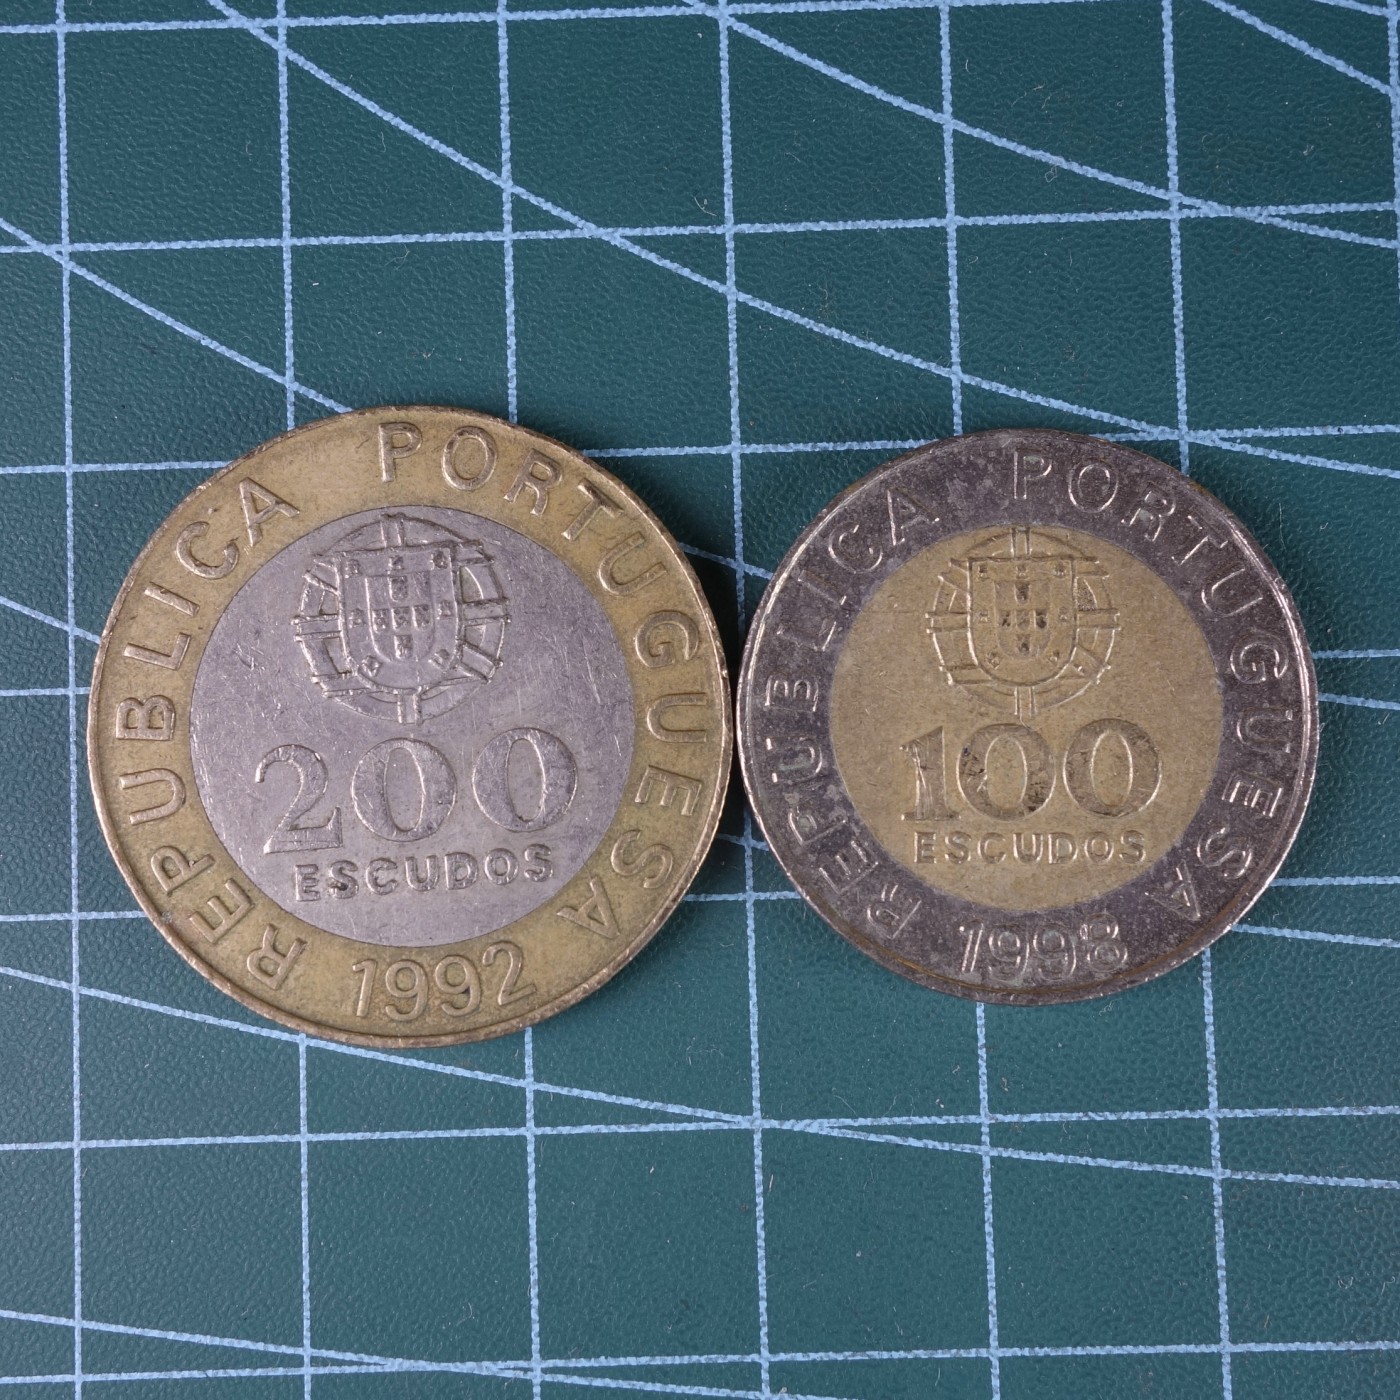 REPUBLICA PORTUGUESA
200
ESCUDOS
1992
REPUBLICA PORTUGUESA
100
ESCUDOS
1998